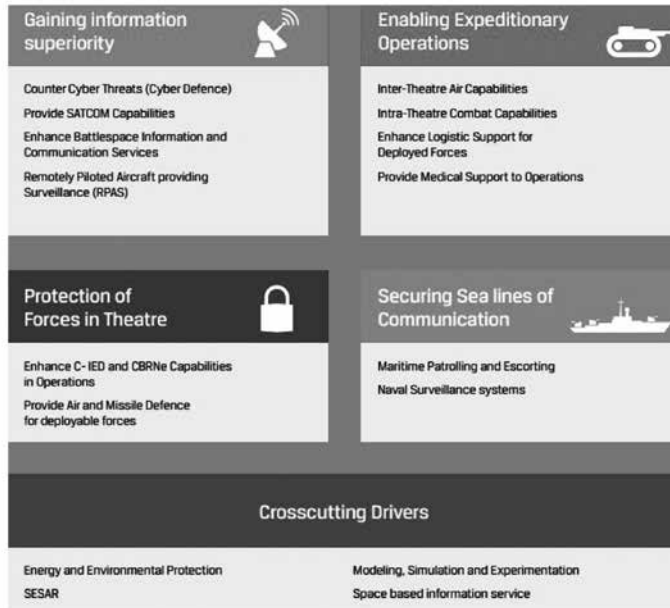 Gaining information
superiority
Counter Cyber Threats (Cyber Defence)
Provide SATCOM Capabilities
Enhance Battlespace Information and
Communication Services
Remotely Piloted Aircraft providing
Surveillance (RPAS)
Enabling Expeditionary
Operations
Inter-Theatre Air Capabilities
Intra-Theatre Combat Capabilities
Enhance Logistic Support for
Deployed Forces
Provide Medical Support to Operations
Protection of
Forces in Theatre
Enhance C- IED and CBRNe Capabilities
in Operations
Provide Air and Missile Defence
for deployable forces
Securing Sea lines of
Communication
Maritime Patrolling and Escorting
Naval Surveillance systems
Crosscutting Drivers
Energy and Environmental Protection
SESAR
Modeling, Simulation and Experimentation
Space based information service